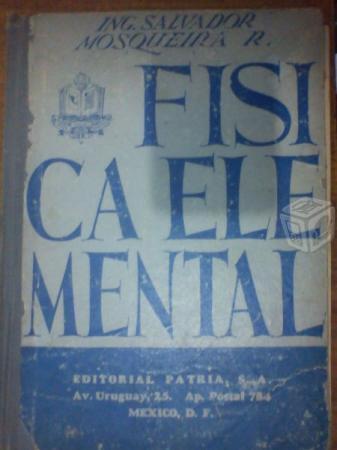 ING. SALVADOR
MOSQUEIRA R.
FISI
CA ELE
MENTAL
EDITORIAL PATRIA, S. A.
Av. Uruguay, 25. Ap. Postal 784
MEXICO, D. F.